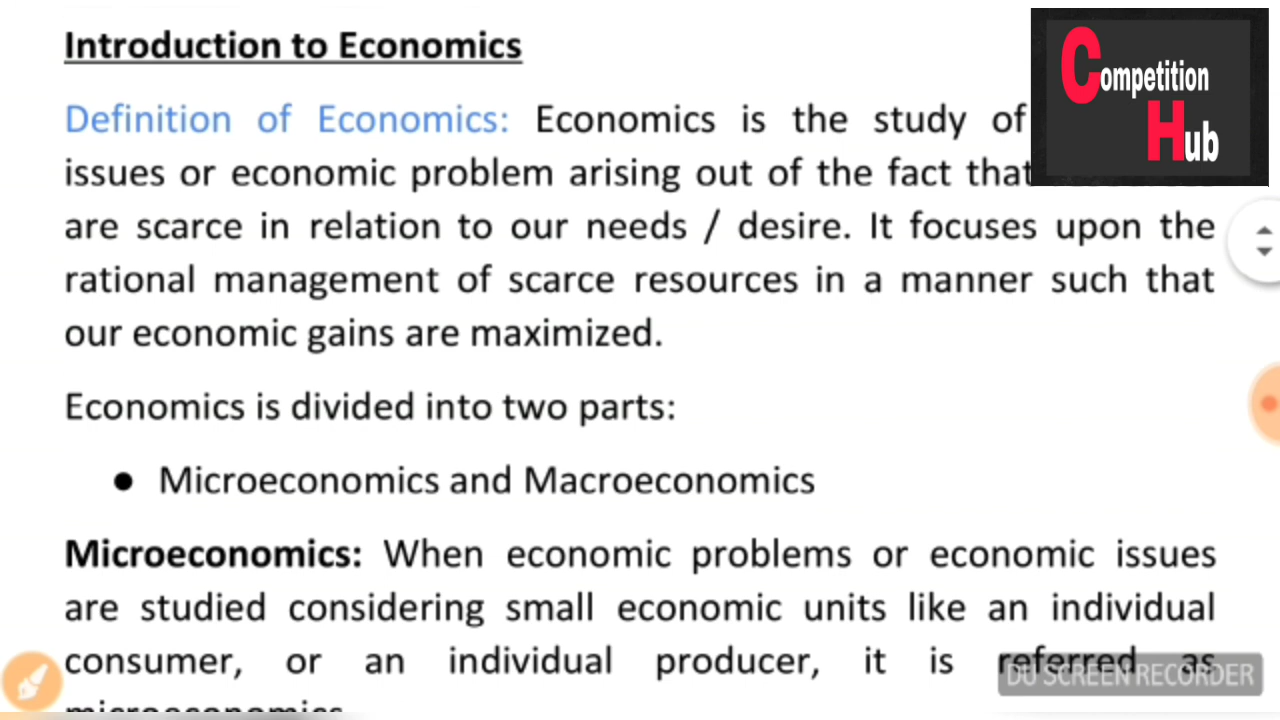 Introduction to Economics
Competition
Hub
Definition of Economics: Economics is the study of
issues or economic problem arising out of the fact that
are scarce in relation to our needs / desire. It focuses upon the
rational management of scarce resources in a manner such that
our economic gains are maximized.
Economics is divided into two parts:
● Microeconomics and Macroeconomics
Microeconomics: When economic problems or economic issues
are studied considering small economic units like an individual
consumer, or an individual producer, it is referred as
microeconomics.
DU SCREEN RECORDER